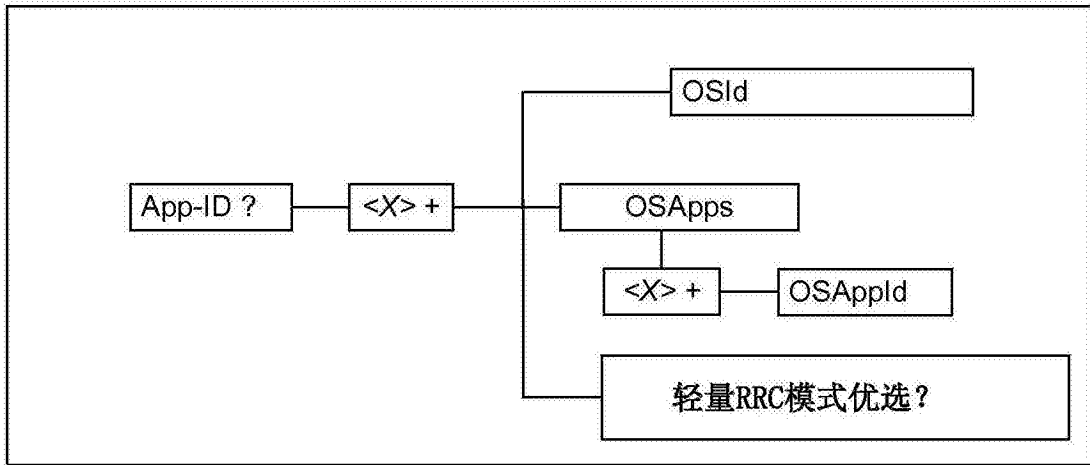 OSId
App-ID ?
<X> +
OSApps
<X> +
OSAppId
轻量RRC模式优选?